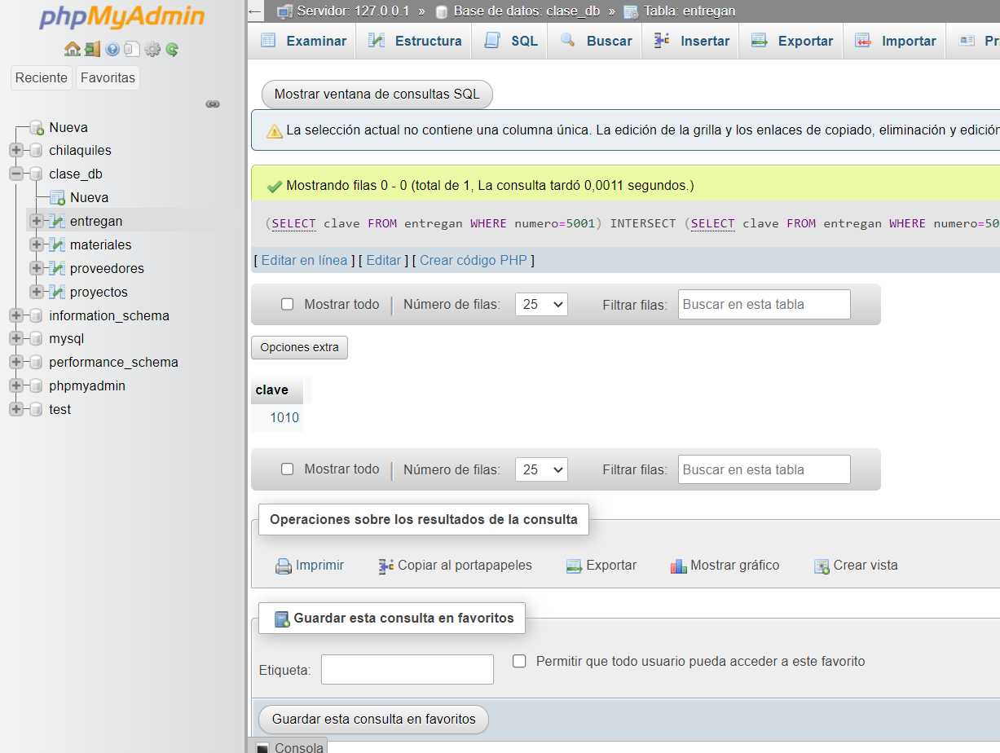 phpMyAdmin
Reciente Favoritas
Nueva
chilaquiles
clase_db
Nueva
entregan
materiales
proveedores
proyectos
information_schema
mysql
performance_schema
phpmyadmin
test
← Servidor: 127.0.0.1 » Base de datos: clase_db » Tabla: entregan
Examinar Estructura SQL Buscar Insertar Exportar Importar
Mostrar ventana de consultas SQL
La selección actual no contiene una columna única. La edición de la grilla y los enlaces de copiado, eliminación y edición
Mostrando filas 0 - 0 (total de 1, La consulta tardó 0,0011 segundos.)
(SELECT clave FROM entregan WHERE numero=5001) INTERSECT (SELECT clave FROM entregan WHERE numero=50
[ Editar en línea ] [ Editar ] [ Crear código PHP ]
Mostrar todo Número de filas: 25 Filtrar filas: Buscar en esta tabla
Opciones extra
clave
1010
Mostrar todo Número de filas: 25 Filtrar filas: Buscar en esta tabla
Operaciones sobre los resultados de la consulta
Imprimir Copiar al portapapeles Exportar Mostrar gráfico Crear vista
Guardar esta consulta en favoritos
Etiqueta: Permitir que todo usuario pueda acceder a este favorito
Guardar esta consulta en favoritos
Consola